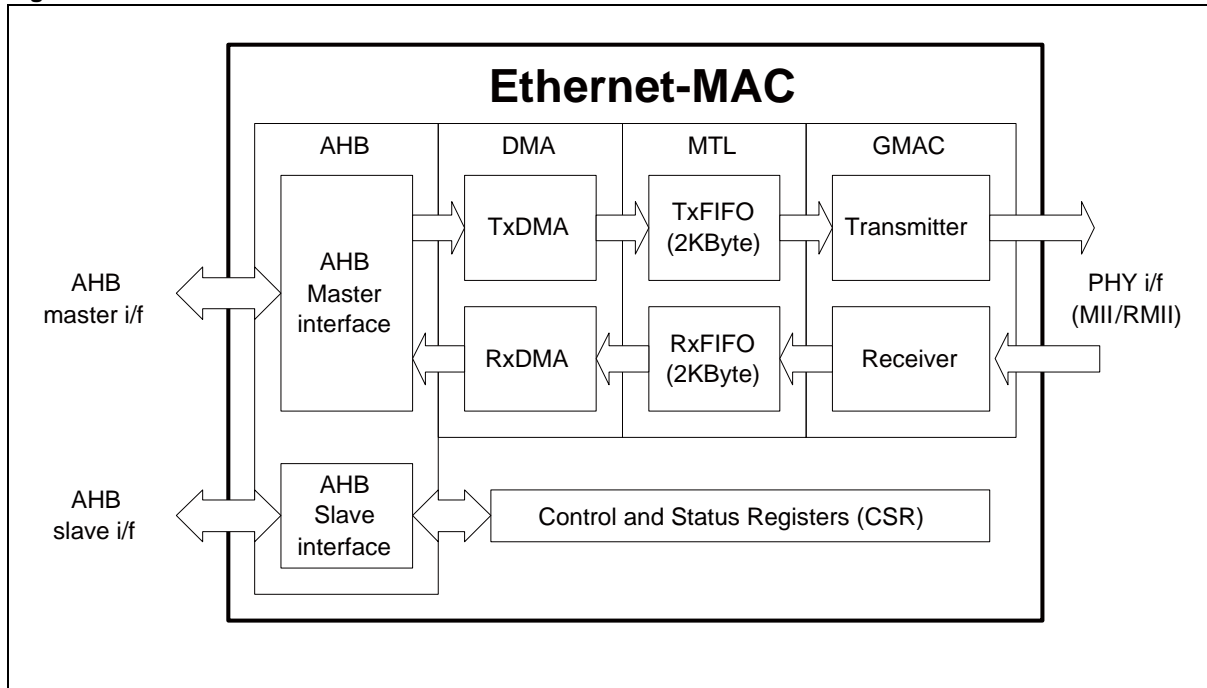 Ethernet-MAC
AHB
DMA
MTL
GMAC
AHB
Master
interface
TxDMA
TxFIFO
(2KByte)
Transmitter
RxDMA
RxFIFO
(2KByte)
Receiver
AHB
master i/f
PHY i/f
(MII/RMII)
AHB
slave i/f
AHB
Slave
interface
Control and Status Registers (CSR)